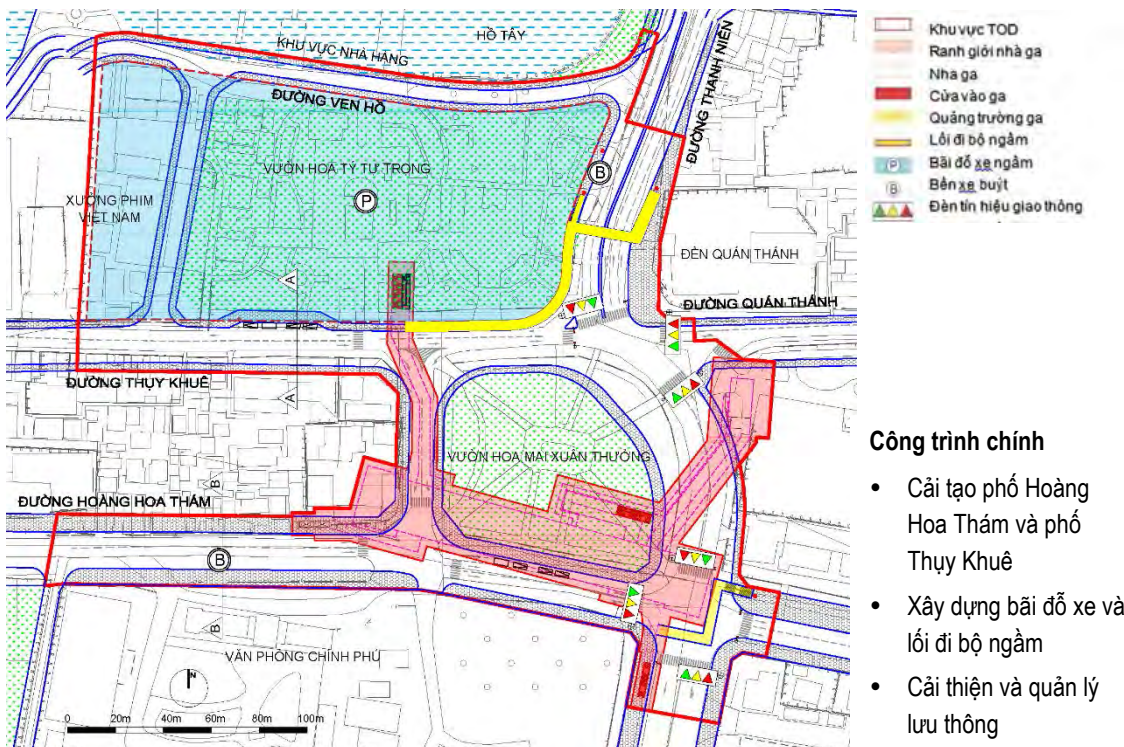 HỒ TÂY
KHU VỰC NHÀ HÀNG
ĐƯỜNG THANH NIÊN
ĐƯỜNG VEN HỒ
VƯỜN HOA TÝ TƯ TRỌNG
B
P
XƯỞNG PHIM
VIỆT NAM
ĐỀN QUÁN THÁNH
A
ĐƯỜNG QUÁN THÁNH
ĐƯỜNG THỤY KHUÊ
A
VƯỜN HOA MAI XUÂN THƯỞNG
B
ĐƯỜNG HOÀNG HOA THÁM
B
B
VĂN PHÒNG CHÍNH PHỦ
N
0 20m 40m 60m 80m 100m
Khu vực TOD
Ranh giới nhà ga
Nha ga
Cửa vào ga
Quảng trường ga
Lối đi bộ ngầm
P Bãi đỗ xe ngầm
B Bến xe buýt
Đèn tín hiệu giao thông
Công trình chính
• Cải tạo phố Hoàng
Hoa Thám và phố
Thụy Khuê
• Xây dựng bãi đỗ xe và
lối đi bộ ngầm
• Cải thiện và quản lý
lưu thông